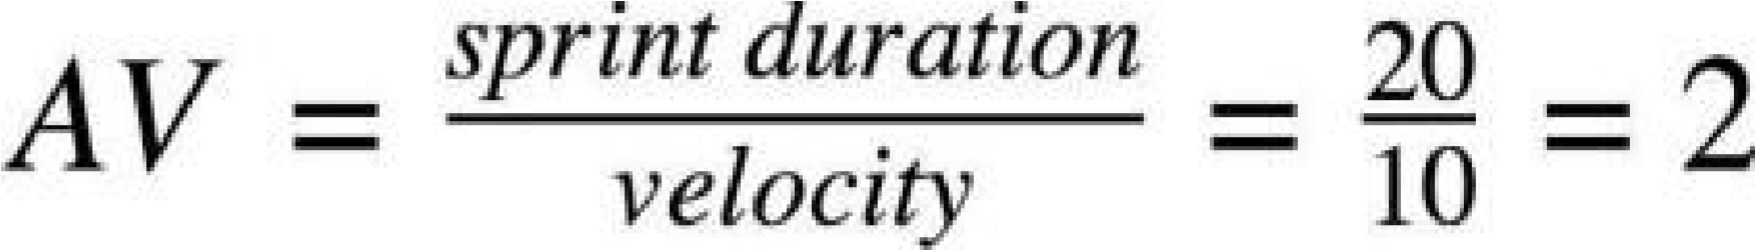 AV = sprint duration / velocity = 20 / 10 = 2